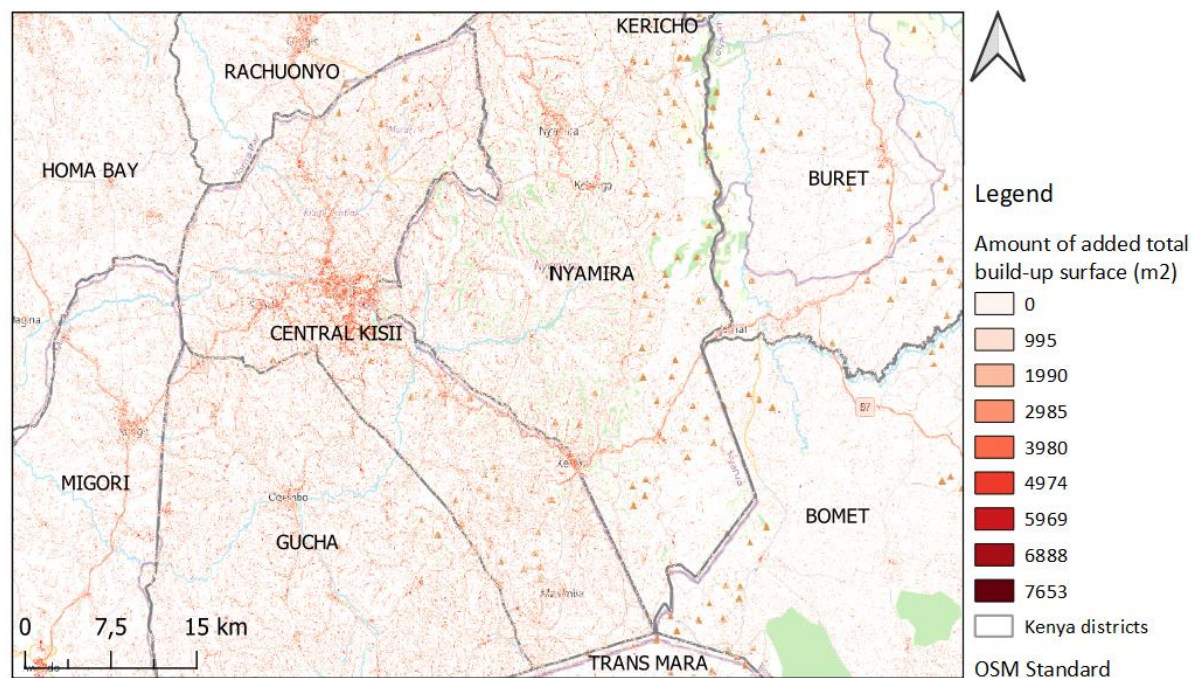 KERICHO
RACHUONYO
HOMA BAY
BURET
NYAMIRA
CENTRAL KISII
MIGORI
GUCHA
BOMET
B7
TRANS MARA
0 7,5 15 km
Legend
Amount of added total
build-up surface (m2)
0
995
1990
2985
3980
4974
5969
6888
7653
Kenya districts
OSM Standard